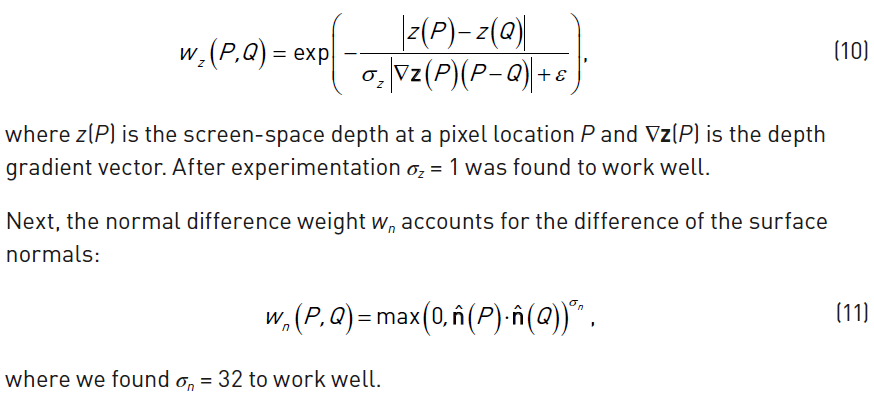 w_z(P,Q) = exp(−|z(P)−z(Q)| / (σ_z|∇𝐳(P)(P−Q)|+ε)), (10)
where z(P) is the screen-space depth at a pixel location P and ∇𝐳(P) is the depth
gradient vector. After experimentation σ_z = 1 was found to work well.
Next, the normal difference weight w_n accounts for the difference of the surface
normals:
w_n(P,Q) = max(0, n̂(P)·n̂(Q))^σ_n, (11)
where we found σ_n = 32 to work well.